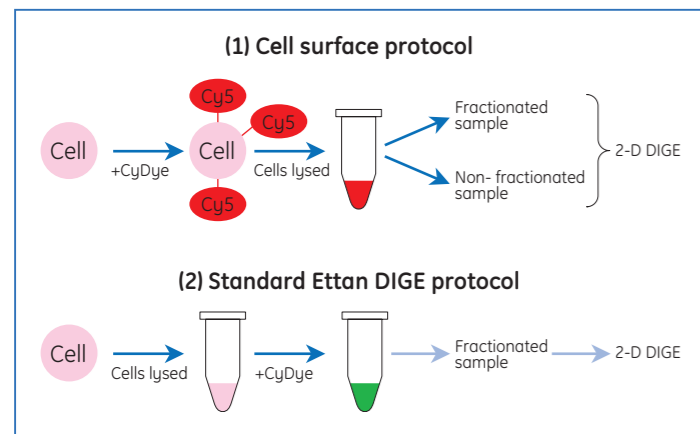 (1) Cell surface protocol
Cy5
Cy5
Cell
Cell
+CyDye
Cells lysed
Cy5
Fractionated
sample
Non- fractionated
sample
2-D DIGE
(2) Standard Ettan DIGE protocol
Cell
Cells lysed
+CyDye
Fractionated
sample
2-D DIGE